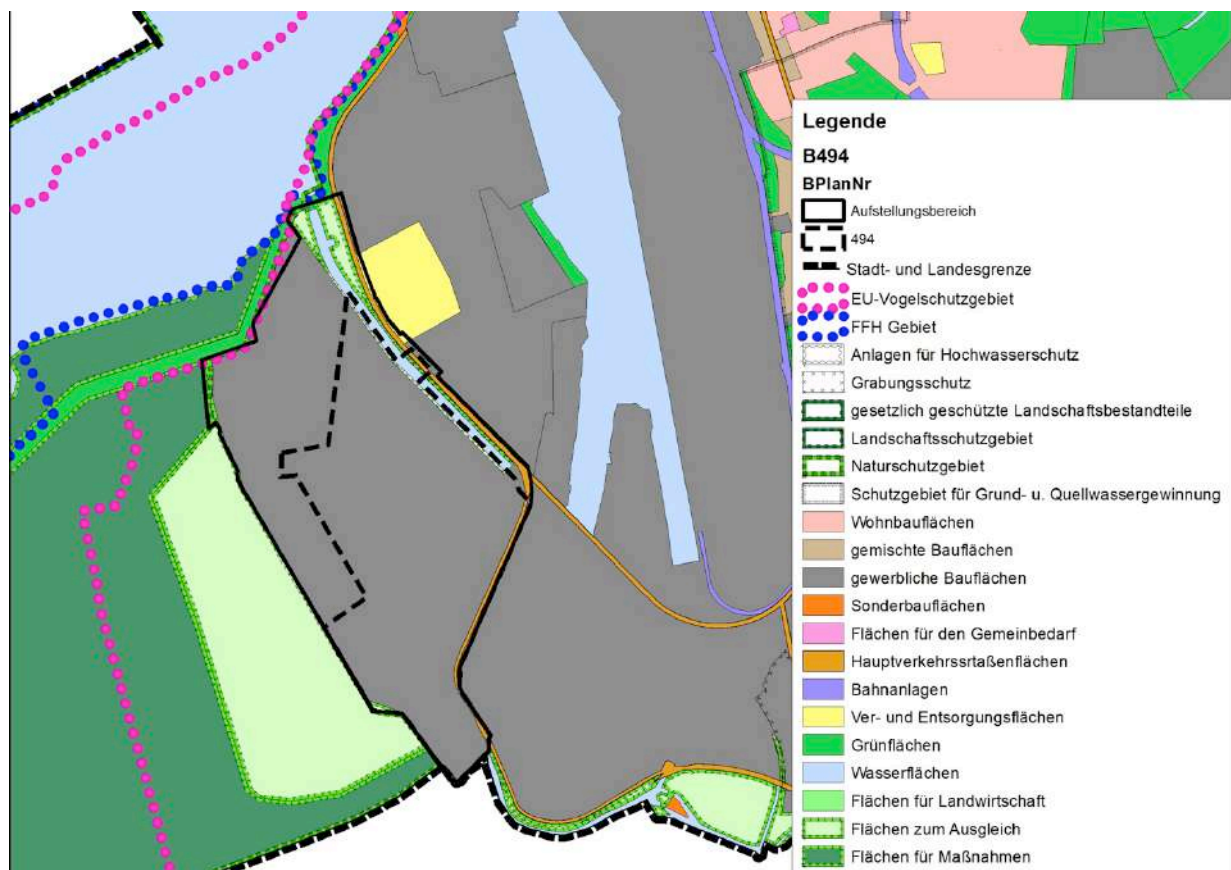 Legende
B494
BPlanNr
Aufstellungsbereich
494
Stadt- und Landesgrenze
EU-Vogelschutzgebiet
FFH Gebiet
Anlagen für Hochwasserschutz
Grabungsschutz
gesetzlich geschützte Landschaftsbestandteile
Landschaftsschutzgebiet
Naturschutzgebiet
Schutzgebiet für Grund- u. Quellwassergewinnung
Wohnbauflächen
gemischte Bauflächen
gewerbliche Bauflächen
Sonderbauflächen
Flächen für den Gemeinbedarf
Hauptverkehrssrtaßenflächen
Bahnanlagen
Ver- und Entsorgungsflächen
Grünflächen
Wasserflächen
Flächen für Landwirtschaft
Flächen zum Ausgleich
Flächen für Maßnahmen